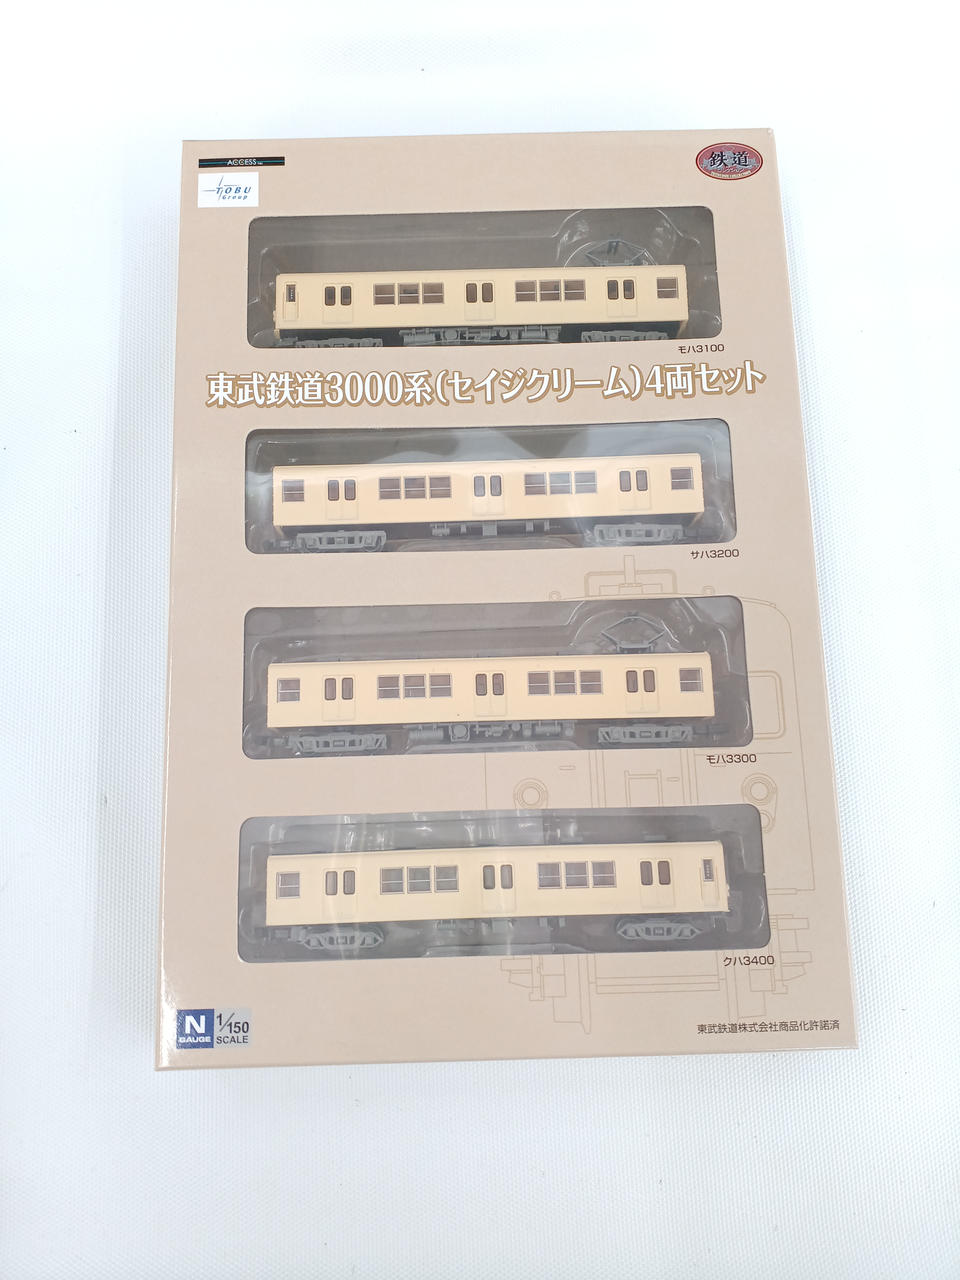 ACCESS
TOBU
Group
鉄道
モハ3100
東武鉄道3000系(セイジクリーム)4両セット
サハ3200
モハ3300
クハ3400
N
GAUGE
1/150
SCALE
東武鉄道株式会社商品化許諾済